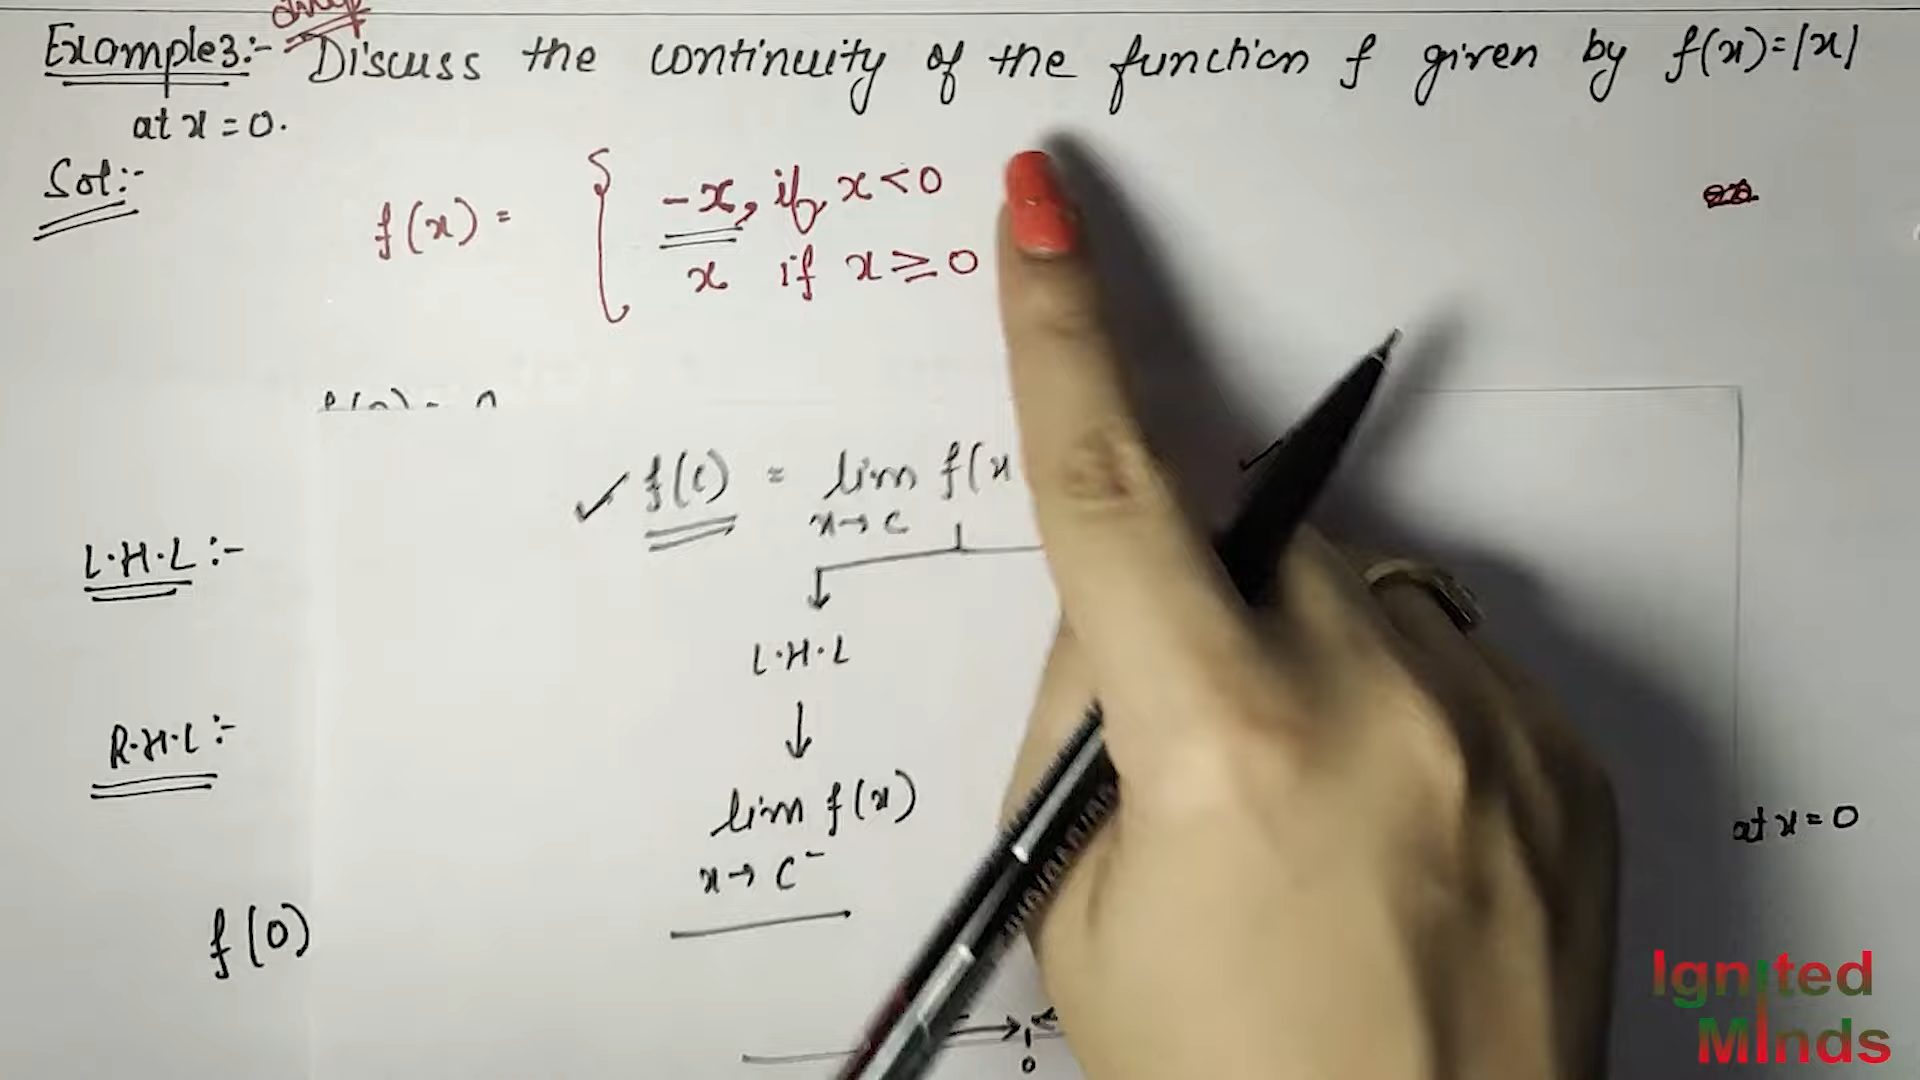 Example3:- Discuss the continuity of the function f given by f(x)=|x|
at x = 0.
Sol:-
f(x) = { -x, if x < 0
x if x ≥ 0
✓ f(c) = lim f(x
x→c
L.H.L :-
L.H.L
R.H.L :-
lim f(x)
x→c⁻
at x = 0
f(0)
0
Ignited
Minds